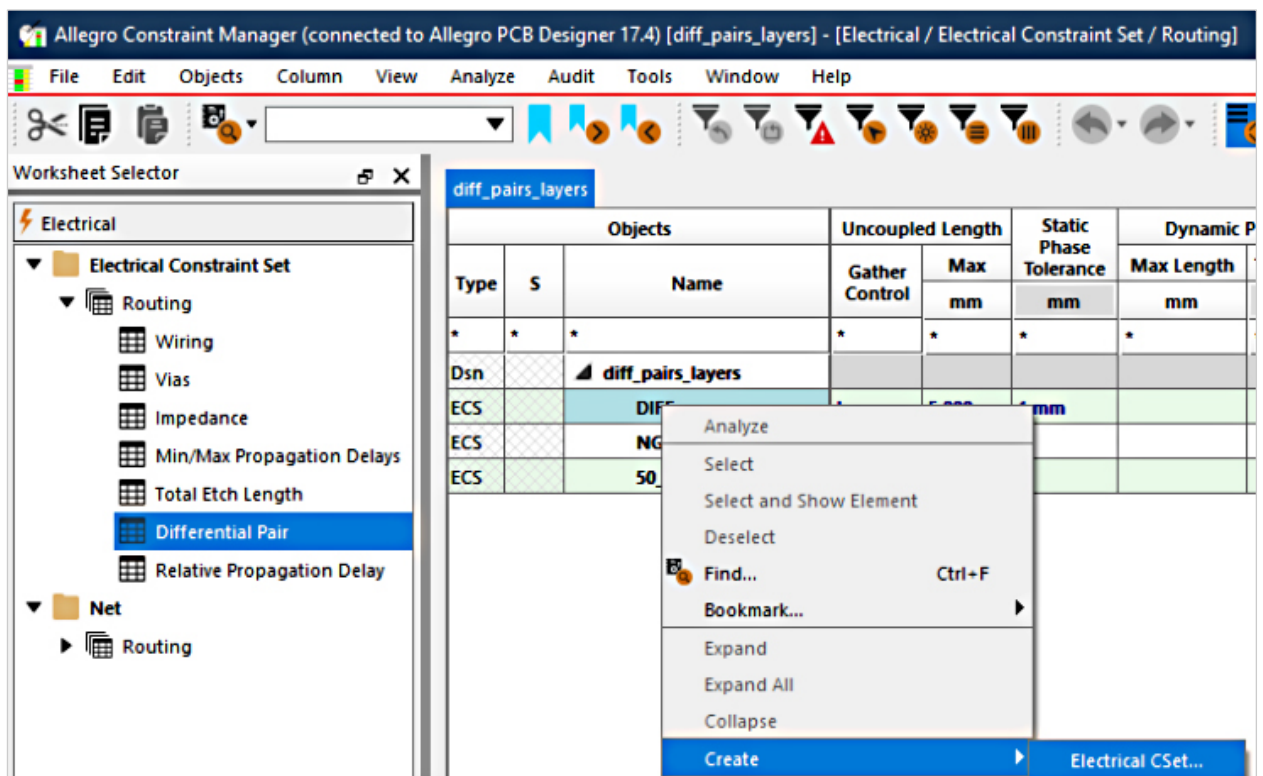 Allegro Constraint Manager (connected to Allegro PCB Designer 17.4) [diff_pairs_layers] - [Electrical / Electrical Constraint Set / Routing]
File Edit Objects Column View Analyze Audit Tools Window Help
Worksheet Selector
Electrical
Electrical Constraint Set
Routing
Wiring
Vias
Impedance
Min/Max Propagation Delays
Total Etch Length
Differential Pair
Relative Propagation Delay
Net
Routing
diff_pairs_layers
Objects Uncoupled Length Static Phase Tolerance Dynamic P
Type S Name Gather Control Max Max Length
mm mm mm
* * * * * * *
Dsn diff_pairs_layers
ECS DIFF mm
ECS NG
ECS 50_
Analyze
Select
Select and Show Element
Deselect
Find... Ctrl+F
Bookmark...
Expand
Expand All
Collapse
Create Electrical CSet...